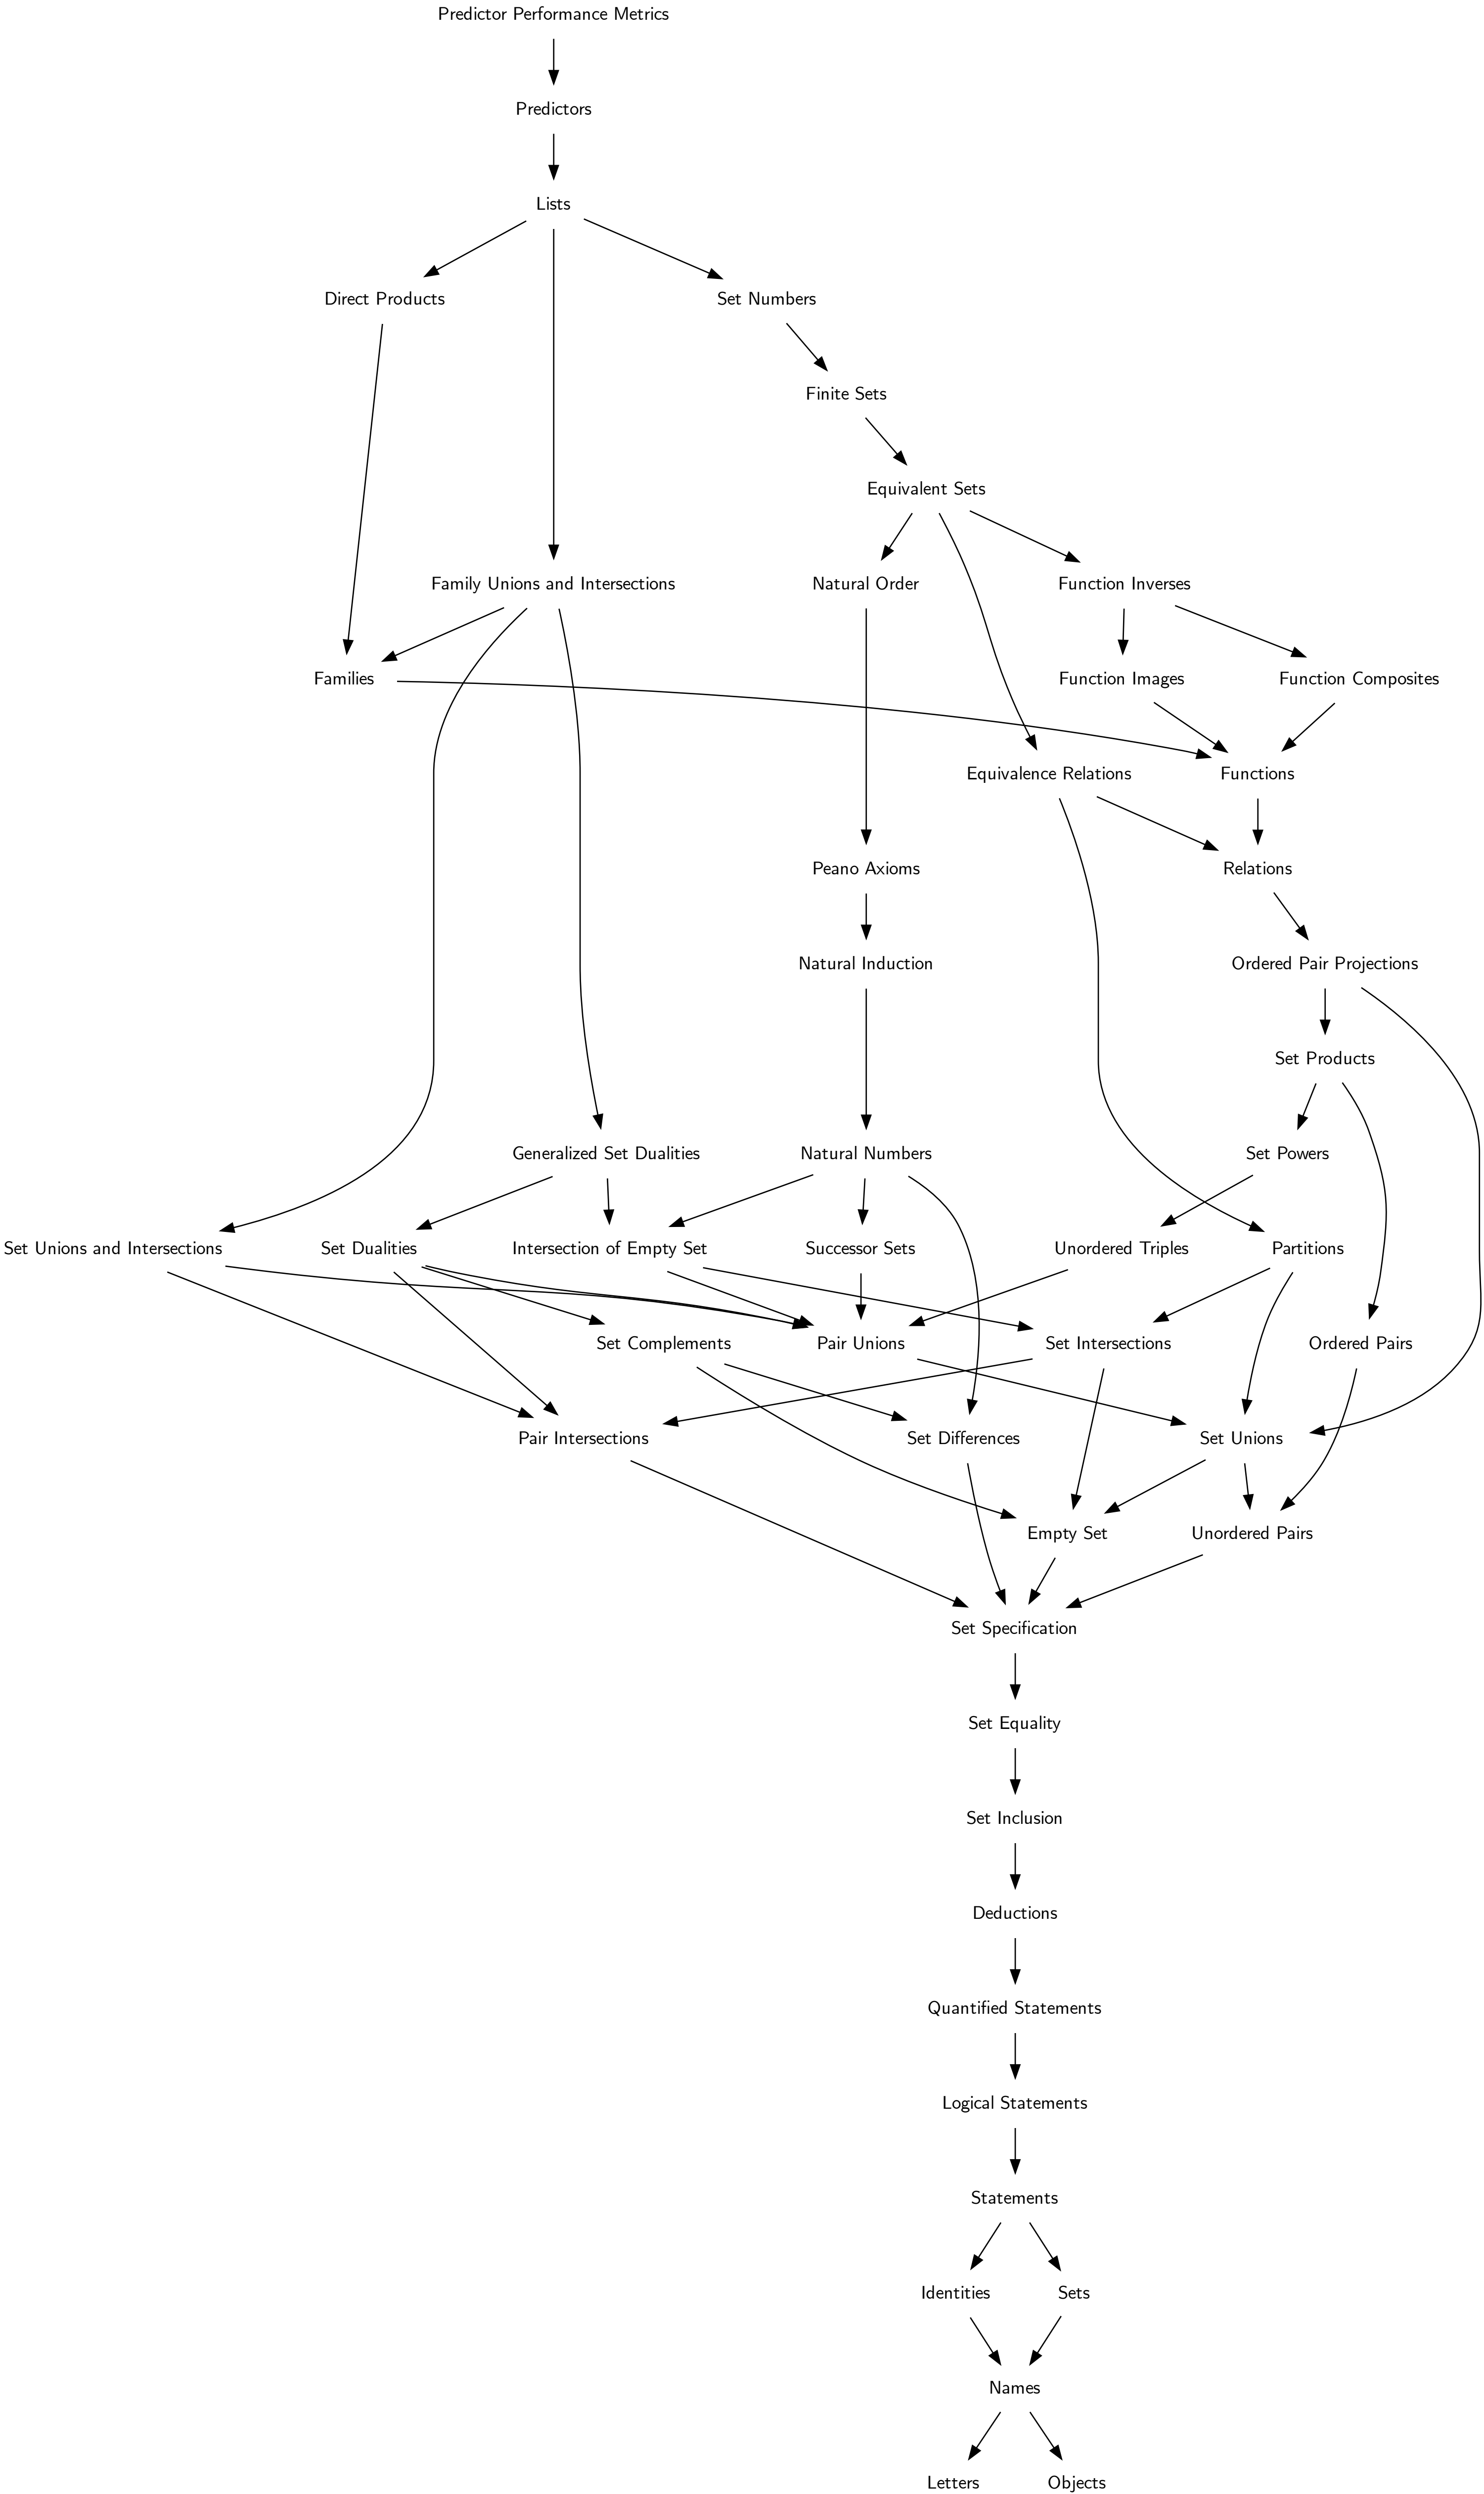 Predictor Performance Metrics
Predictors
Lists
Direct Products
Set Numbers
Finite Sets
Equivalent Sets
Family Unions and Intersections
Natural Order
Function Inverses
Families
Function Images
Function Composites
Equivalence Relations
Functions
Peano Axioms
Relations
Natural Induction
Ordered Pair Projections
Set Products
Generalized Set Dualities
Natural Numbers
Set Powers
Set Unions and Intersections
Set Dualities
Intersection of Empty Set
Successor Sets
Unordered Triples
Partitions
Set Complements
Pair Unions
Set Intersections
Ordered Pairs
Pair Intersections
Set Differences
Set Unions
Empty Set
Unordered Pairs
Set Specification
Set Equality
Set Inclusion
Deductions
Quantified Statements
Logical Statements
Statements
Identities
Sets
Names
Letters
Objects